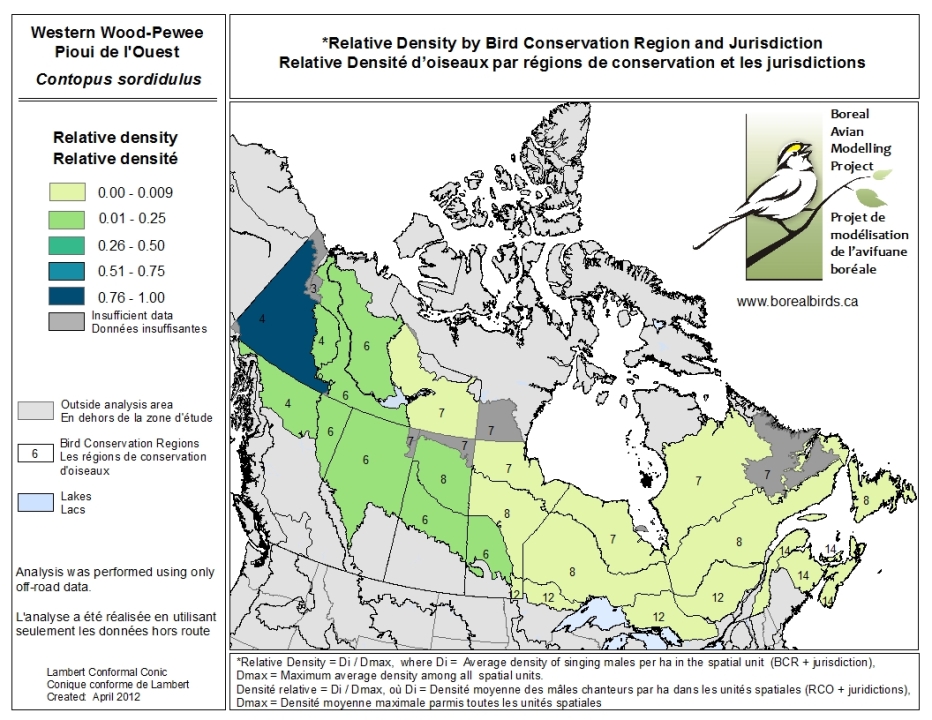 Western Wood-Pewee
Pioui de l'Ouest
Contopus sordidulus
*Relative Density by Bird Conservation Region and Jurisdiction
Relative Densité d'oiseaux par régions de conservation et les jurisdictions
Relative density
Relative densité
0.00 - 0.009
0.01 - 0.25
0.26 - 0.50
0.51 - 0.75
0.76 - 1.00
Insufficient data
Données insuffisantes
Outside analysis area
En dehors de la zone d'étude
6
Bird Conservation Regions
Les régions de conservation
d'oiseaux
Lakes
Lacs
Analysis was performed using only
off-road data.
L'analyse a été réalisée en utilisant
seulement les données hors route
Lambert Conformal Conic
Conique conforme de Lambert
Created: April 2012
Boreal
Avian
Modelling
Project
Projet de
modélisation
de l'avifuane
boréale
www.borealbirds.ca
3
4
4
6
6
4
7
7
6
7
7
7
6
8
7
7
8
6
8
7
8
6
8
14
14
14
12
12
12
12
14
*Relative Density = Di / Dmax, where Di = Average density of singing males per ha in the spatial unit (BCR + jurisdiction),
Dmax = Maximum average density among all spatial units.
Densité relative = Di / Dmax, où Di = Densité moyenne des mâles chanteurs par ha dans les unités spatiales (RCO + juridictions),
Dmax = Densité moyenne maximale parmis toutes les unités spatiales